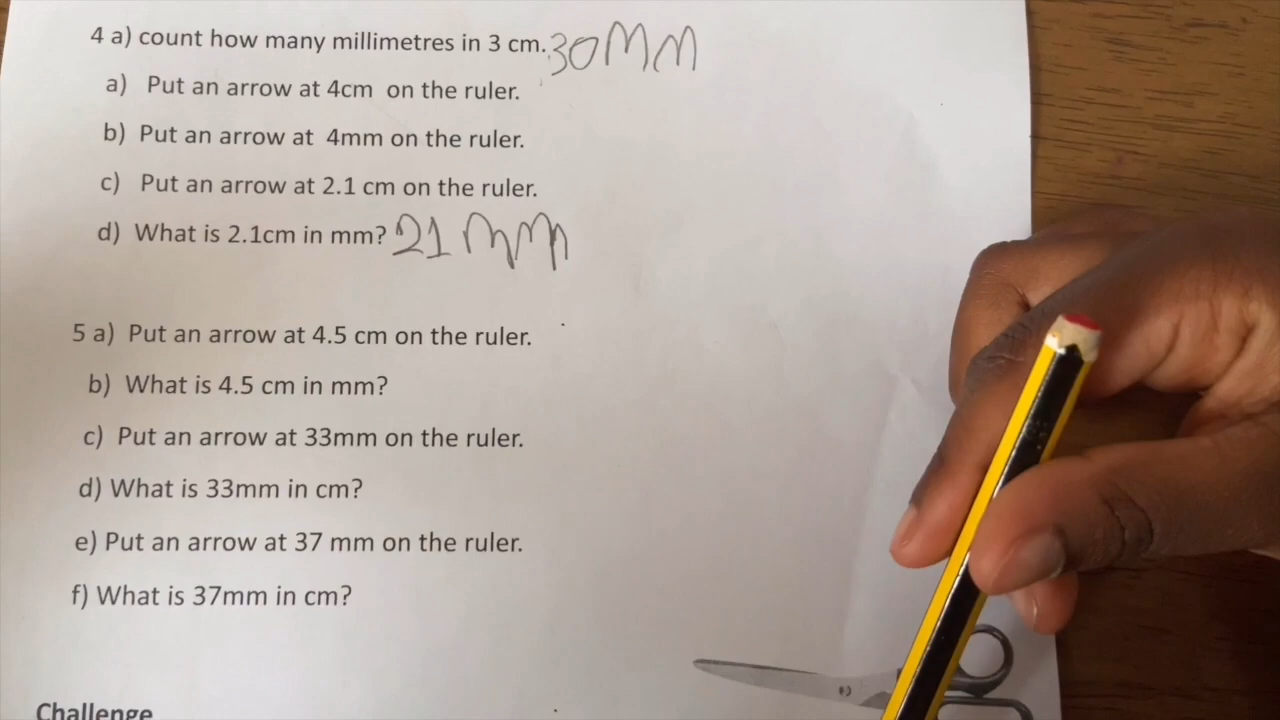 4 a) count how many millimetres in 3 cm. 30MM
a) Put an arrow at 4cm on the ruler.
b) Put an arrow at 4mm on the ruler.
c) Put an arrow at 2.1 cm on the ruler.
d) What is 2.1cm in mm? 21 mm
5 a) Put an arrow at 4.5 cm on the ruler.
b) What is 4.5 cm in mm?
c) Put an arrow at 33mm on the ruler.
d) What is 33mm in cm?
e) Put an arrow at 37 mm on the ruler.
f) What is 37mm in cm?
Challenge